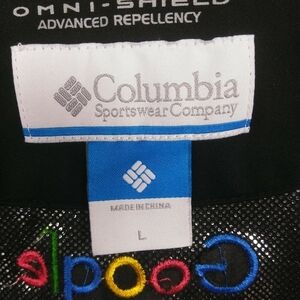 OMNI-SHIELD
ADVANCED REPELLENCY
Columbia
Sportswear Company
MADE IN CHINA
L
Google